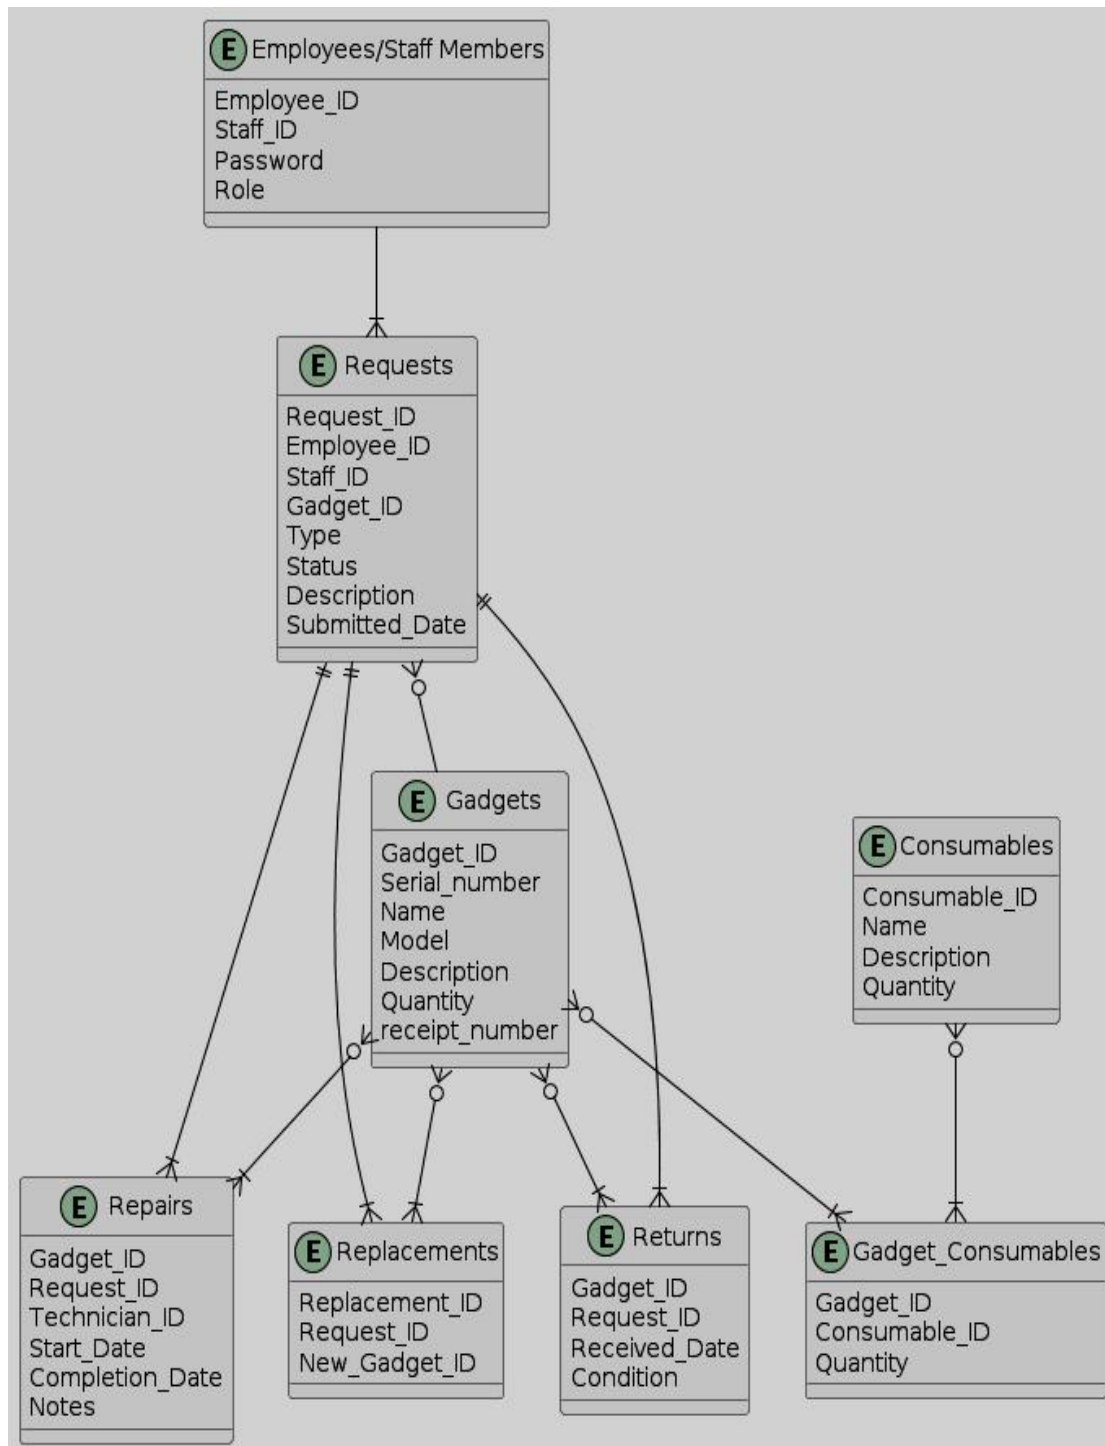 E Employees/Staff Members
Employee_ID
Staff_ID
Password
Role
E Requests
Request_ID
Employee_ID
Staff_ID
Gadget_ID
Type
Status
Description
Submitted_Date
E Gadgets
Gadget_ID
Serial_number
Name
Model
Description
Quantity
receipt_number
E Consumables
Consumable_ID
Name
Description
Quantity
E Repairs
Gadget_ID
Request_ID
Technician_ID
Start_Date
Completion_Date
Notes
E Replacements
Replacement_ID
Request_ID
New_Gadget_ID
E Returns
Gadget_ID
Request_ID
Received_Date
Condition
E Gadget_Consumables
Gadget_ID
Consumable_ID
Quantity